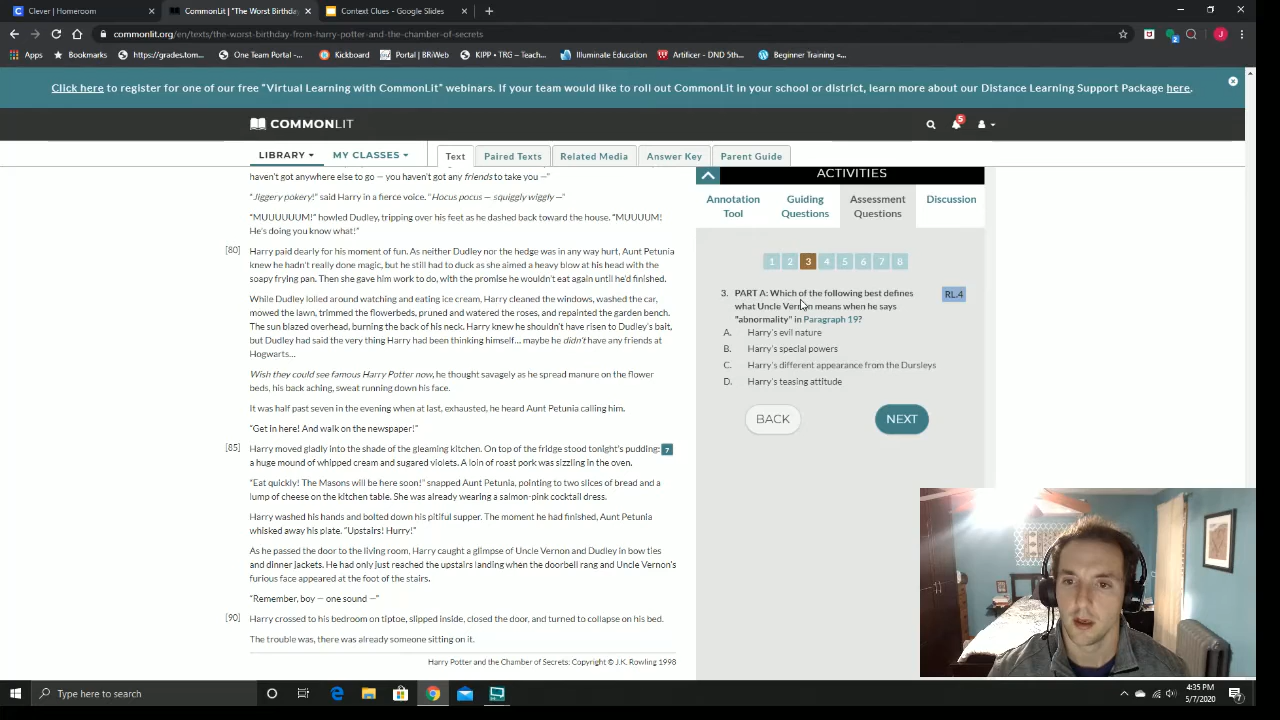 Clever | Homeroom
CommonLit | "The Worst Birthday
Context Clues - Google Slides
commonlit.org/en/texts/the-worst-birthday-from-harry-potter-and-the-chamber-of-secrets
Apps
Bookmarks
https://grades.tom...
One Team Portal -...
Kickboard
Portal | BRiWeb
KIPP • TRG – Teach...
Illuminate Education
Artificer - DND 5th...
Beginner Training <...
Click here to register for one of our free "Virtual Learning with CommonLit" webinars. If your team would like to roll out CommonLit in your school or district, learn more about our Distance Learning Support Package here.
COMMONLIT
5
LIBRARY
MY CLASSES
Text
Paired Texts
Related Media
Answer Key
Parent Guide
haven't got anywhere else to go — you haven't got any friends to take you —"
"Jiggery pokery!" said Harry in a fierce voice. "Hocus pocus — squiggly wiggly —"
"MUUUUUUM!" howled Dudley, tripping over his feet as he dashed back toward the house. "MUUUUM!
He's doing you know what!"
[80] Harry paid dearly for his moment of fun. As neither Dudley nor the hedge was in any way hurt, Aunt Petunia
knew he hadn't really done magic, but he still had to duck as she aimed a heavy blow at his head with the
soapy frying pan. Then she gave him work to do, with the promise he wouldn't eat again until he'd finished.
While Dudley lolled around watching and eating ice cream, Harry cleaned the windows, washed the car,
mowed the lawn, trimmed the flowerbeds, pruned and watered the roses, and repainted the garden bench.
The sun blazed overhead, burning the back of his neck. Harry knew he shouldn't have risen to Dudley's bait,
but Dudley had said the very thing Harry had been thinking himself... maybe he didn't have any friends at
Hogwarts...
Wish they could see famous Harry Potter now, he thought savagely as he spread manure on the flower
beds, his back aching, sweat running down his face.
It was half past seven in the evening when at last, exhausted, he heard Aunt Petunia calling him.
"Get in here! And walk on the newspaper!"
[85] Harry moved gladly into the shade of the gleaming kitchen. On top of the fridge stood tonight's pudding: 7
a huge mound of whipped cream and sugared violets. A loin of roast pork was sizzling in the oven.
"Eat quickly! The Masons will be here soon!" snapped Aunt Petunia, pointing to two slices of bread and a
lump of cheese on the kitchen table. She was already wearing a salmon-pink cocktail dress.
Harry washed his hands and bolted down his pitiful supper. The moment he had finished, Aunt Petunia
whisked away his plate. "Upstairs! Hurry!"
As he passed the door to the living room, Harry caught a glimpse of Uncle Vernon and Dudley in bow ties
and dinner jackets. He had only just reached the upstairs landing when the doorbell rang and Uncle Vernon's
furious face appeared at the foot of the stairs.
"Remember, boy — one sound —"
[90] Harry crossed to his bedroom on tiptoe, slipped inside, closed the door, and turned to collapse on his bed.
The trouble was, there was already someone sitting on it.
Harry Potter and the Chamber of Secrets: Copyright © J.K. Rowling 1998
ACTIVITIES
Annotation Tool
Guiding Questions
Assessment Questions
Discussion
1 2 3 4 5 6 7 8
3. PART A: Which of the following best defines
what Uncle Vernon means when he says
"abnormality" in Paragraph 19?
RL.4
A. Harry's evil nature
B. Harry's special powers
C. Harry's different appearance from the Dursleys
D. Harry's teasing attitude
BACK
NEXT
Type here to search
4:35 PM
5/7/2020